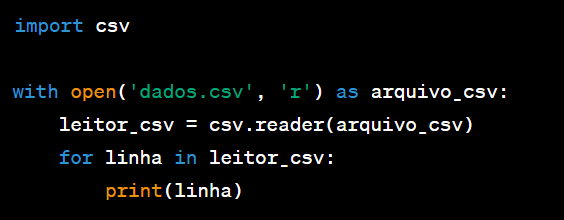 import csv
with open('dados.csv', 'r') as arquivo_csv:
    leitor_csv = csv.reader(arquivo_csv)
    for linha in leitor_csv:
        print(linha)